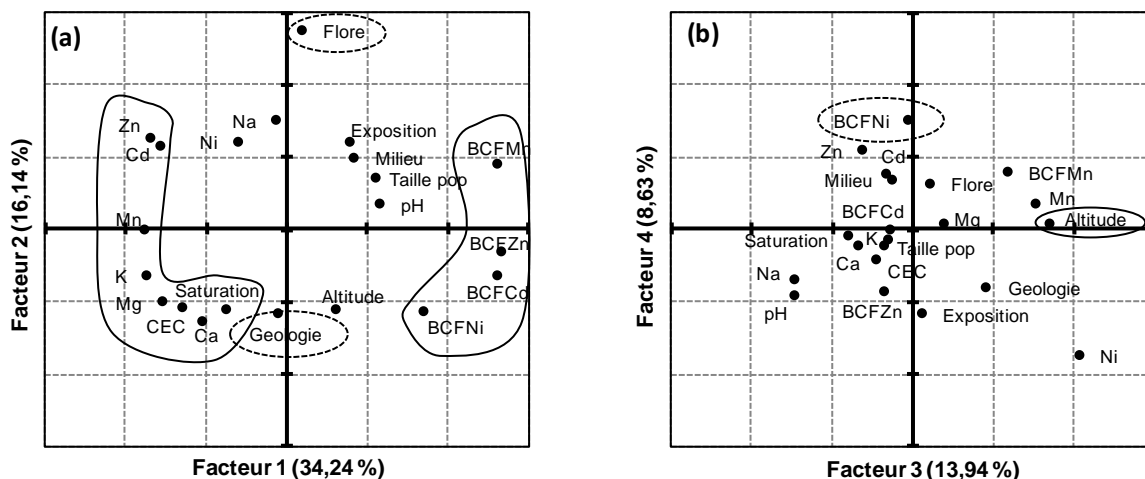 (a)
Flore
Zn
Cd
Na
Ni
Exposition
Milieu
Taille pop
pH
BCFMn
Mn
K
Mg
Saturation
CEC
Ca
Geologie
Altitude
BCFZn
BCFCd
BCFNi
Facteur 2 (16,14 %)
Facteur 1 (34,24 %)
(b)
BCFNi
Zn
Cd
Milieu
Flore
BCFMn
Mn
Mg
Altitude
BCFCd
Saturation
K
Taille pop
Ca
CEC
Na
pH
BCFZn
Geologie
Exposition
Ni
Facteur 4 (8,63 %)
Facteur 3 (13,94 %)